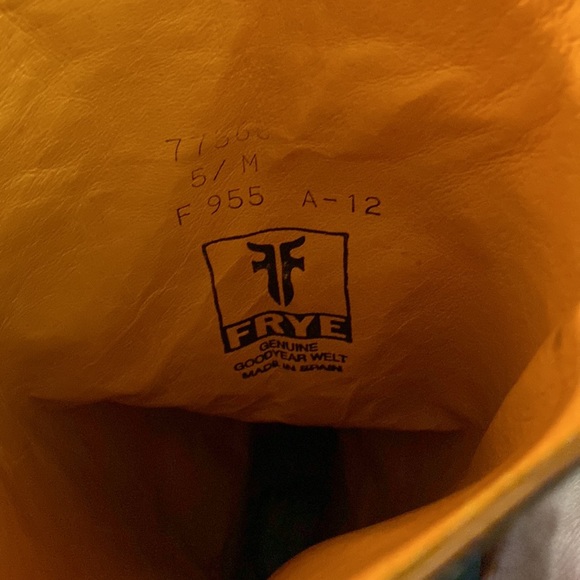 5/ M
F 955 A-12
FRYE
GENUINE
GOODYEAR WELT
MADE IN SPAIN